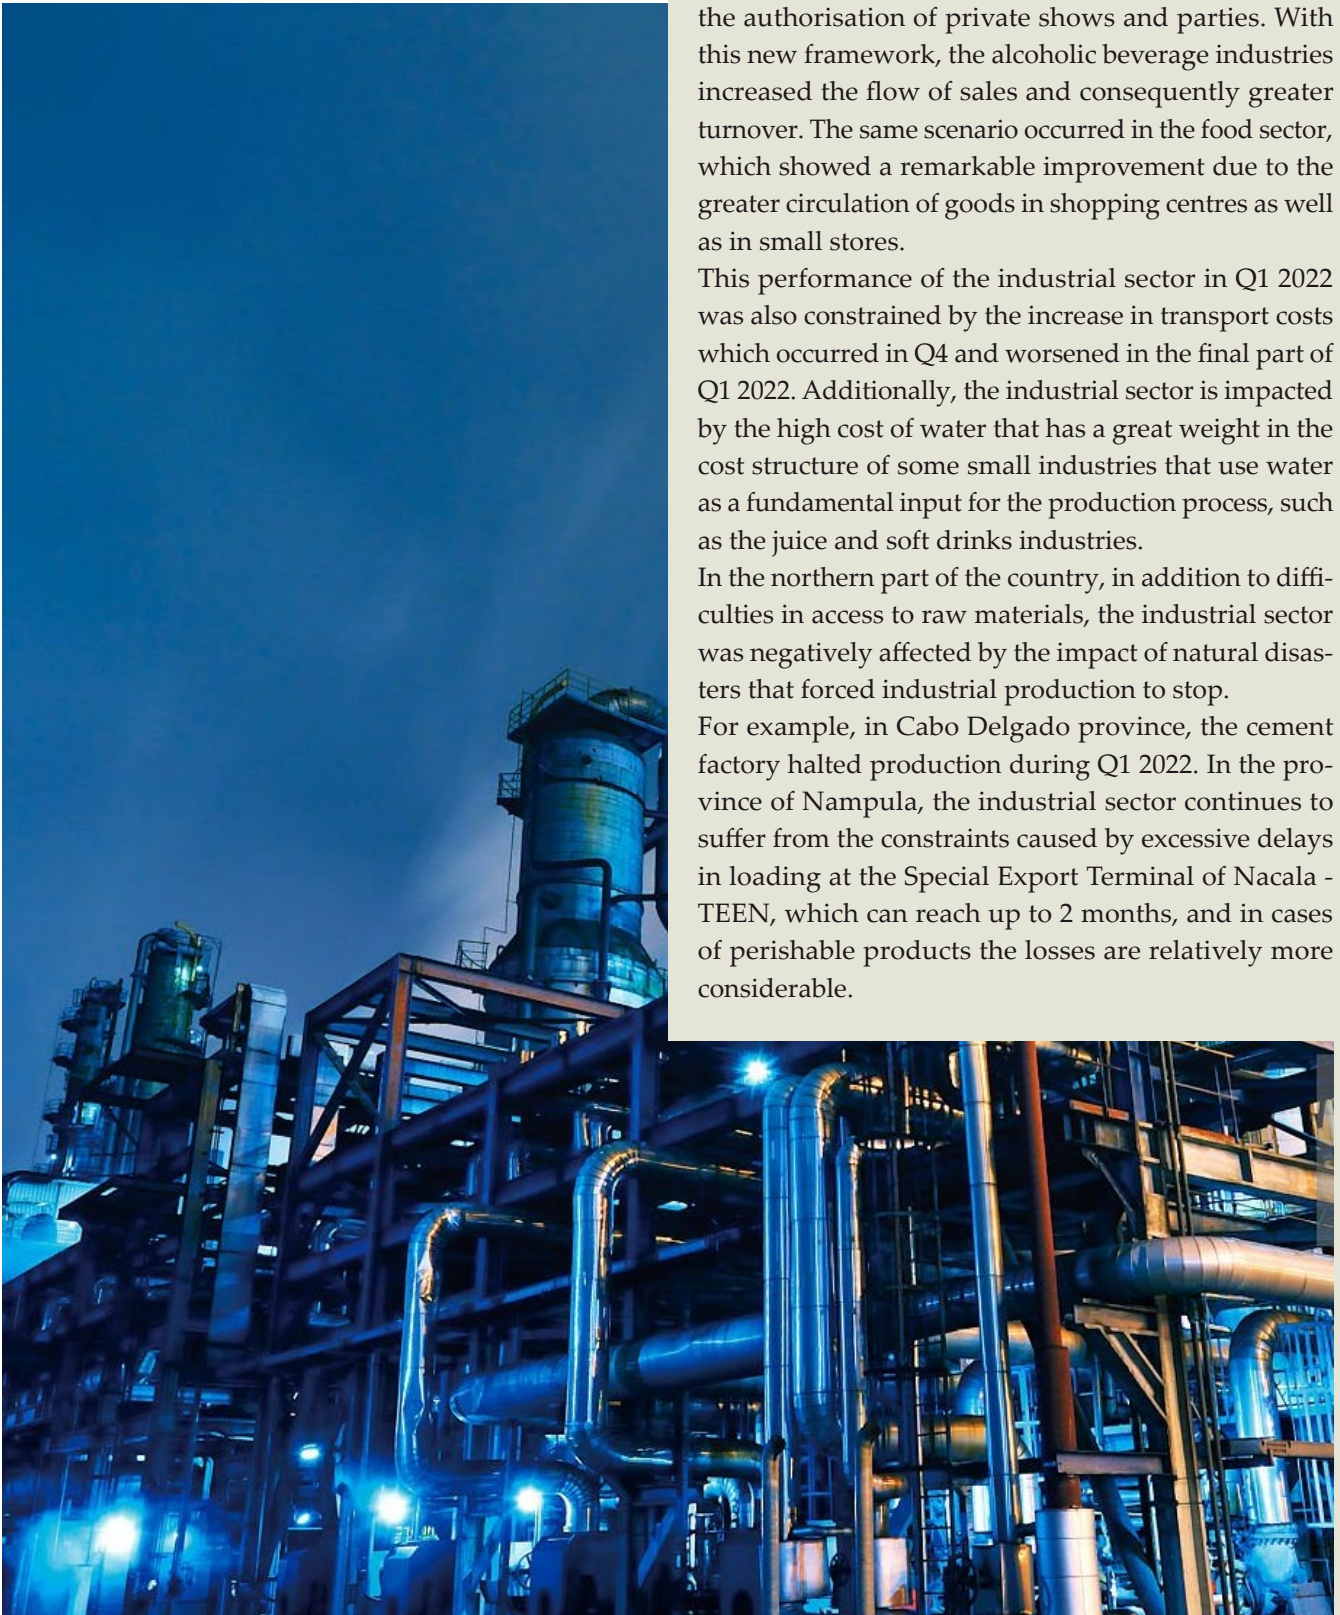 the authorisation of private shows and parties. With
this new framework, the alcoholic beverage industries
increased the flow of sales and consequently greater
turnover. The same scenario occurred in the food sector,
which showed a remarkable improvement due to the
greater circulation of goods in shopping centres as well
as in small stores.
This performance of the industrial sector in Q1 2022
was also constrained by the increase in transport costs
which occurred in Q4 and worsened in the final part of
Q1 2022. Additionally, the industrial sector is impacted
by the high cost of water that has a great weight in the
cost structure of some small industries that use water
as a fundamental input for the production process, such
as the juice and soft drinks industries.
In the northern part of the country, in addition to diffi-
culties in access to raw materials, the industrial sector
was negatively affected by the impact of natural disas-
ters that forced industrial production to stop.
For example, in Cabo Delgado province, the cement
factory halted production during Q1 2022. In the pro-
vince of Nampula, the industrial sector continues to
suffer from the constraints caused by excessive delays
in loading at the Special Export Terminal of Nacala -
TEEN, which can reach up to 2 months, and in cases
of perishable products the losses are relatively more
considerable.